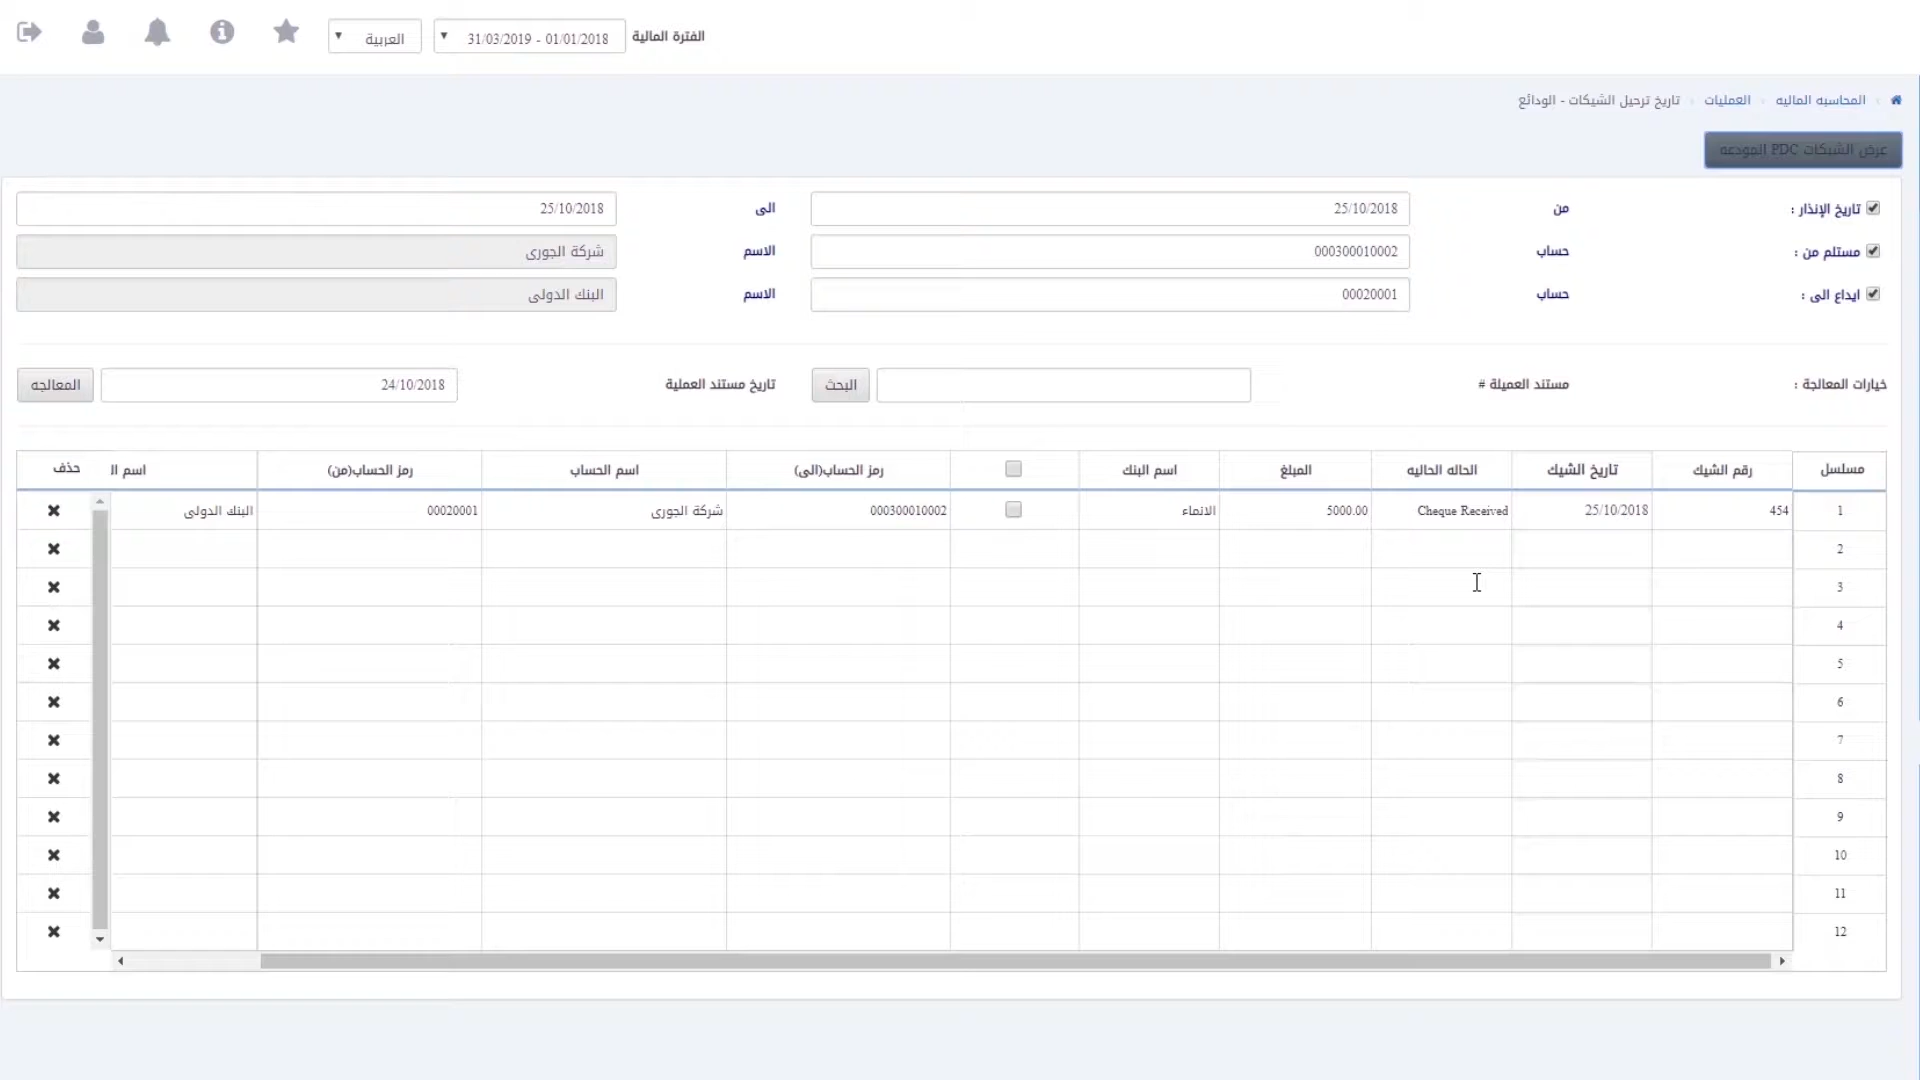 الفترة المالية 01/01/2018 - 31/03/2019 العربية
المحاسبه الماليه العمليات تاريخ ترحيل الشيكات - الودائع
عرض الشيكات PDC المودعه
تاريخ الإنذار : من 25/10/2018 الى 25/10/2018
مستلم من : حساب 000300010002 الاسم شركة الجورى
ايداع الى : حساب 00020001 الاسم البنك الدولى
خيارات المعالجة : مستند العميلة # البحث تاريخ مستند العملية 24/10/2018 المعالجه
مسلسل رقم الشيك تاريخ الشيك الحاله الحاليه المبلغ اسم البنك رمز الحساب(الى) اسم الحساب رمز الحساب(من) اسم ال حذف
1 454 25/10/2018 Cheque Received 5000.00 الانماء 000300010002 شركة الجورى 00020001 البنك الدولى
2
3
4
5
6
7
8
9
10
11
12